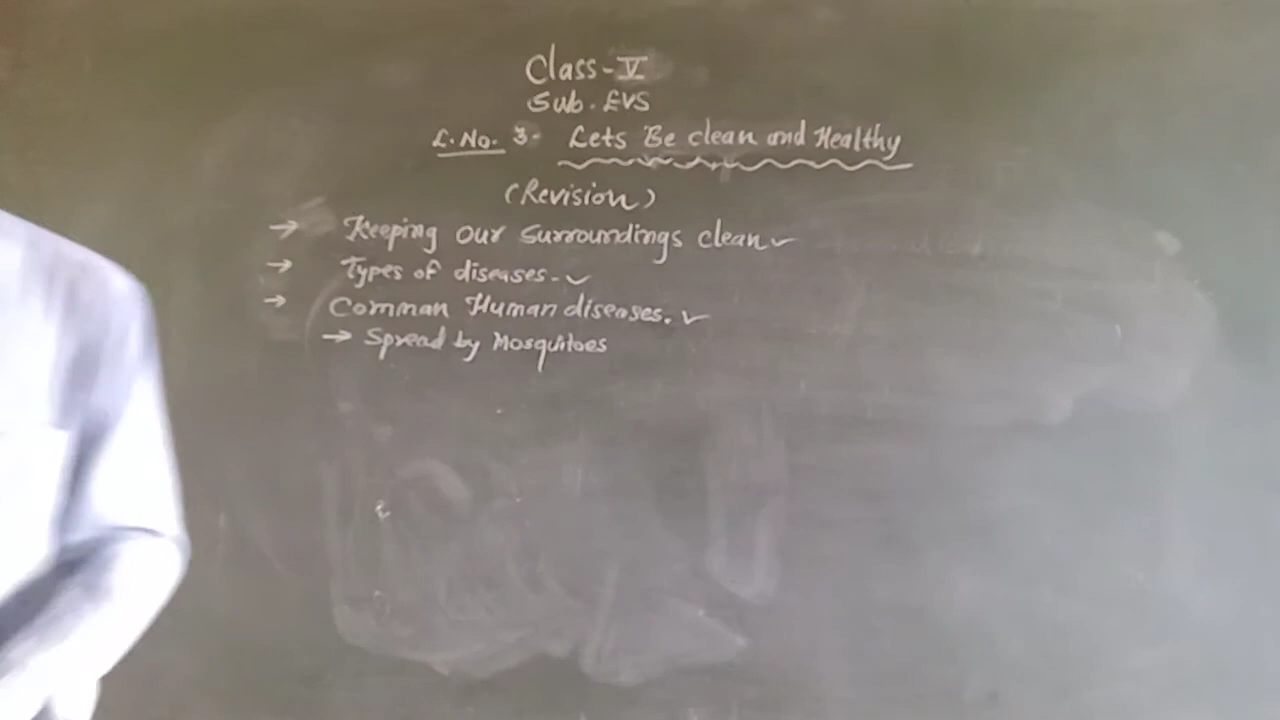 Class-V
Sub. EVS
L.No. 3- Lets Be clean and Healthy
(Revision)
→ Keeping our surroundings clean ✓
→ Types of diseases. ✓
→ Comman Human diseases. ✓
→ Spread by Mosquitoes